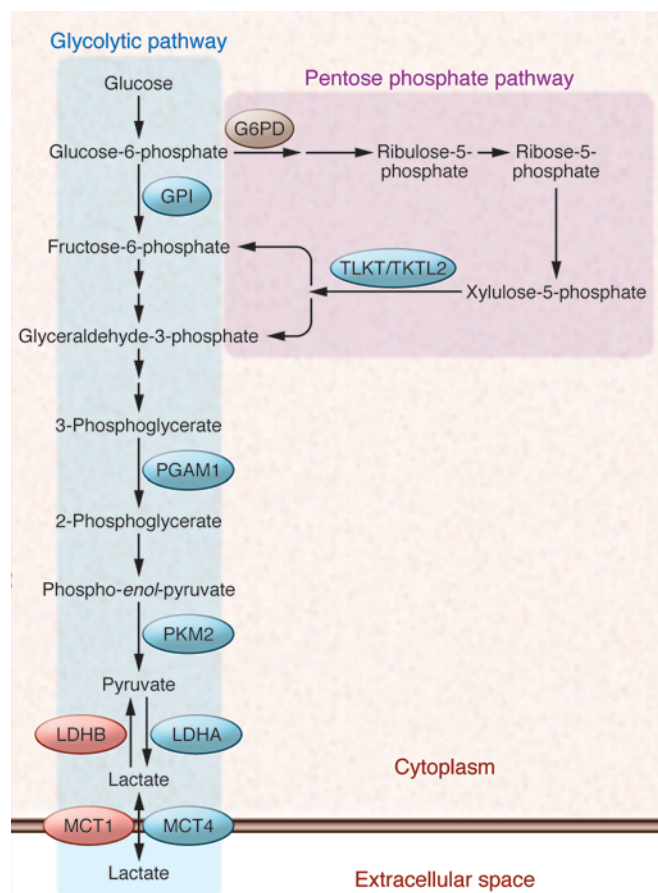 Glycolytic pathway
Glucose
Pentose phosphate pathway
G6PD
Glucose-6-phosphate
Ribulose-5-
phosphate
Ribose-5-
phosphate
GPI
Fructose-6-phosphate
TLKT/TKTL2
Xylulose-5-phosphate
Glyceraldehyde-3-phosphate
3-Phosphoglycerate
PGAM1
2-Phosphoglycerate
Phospho-enol-pyruvate
PKM2
Pyruvate
LDHB
LDHA
Lactate
Cytoplasm
MCT1
MCT4
Lactate
Extracellular space